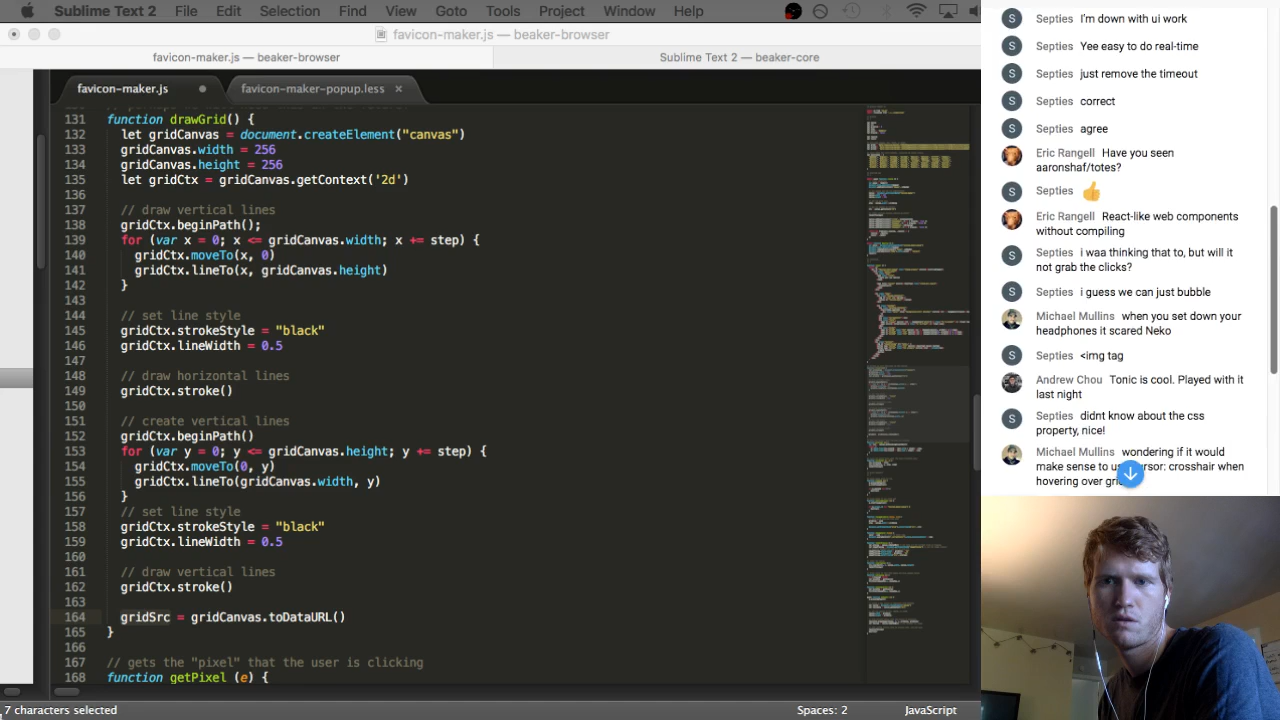 Sublime Text 2 File Edit Selection Find View Goto Tools Project Window Help
favicon-maker.js — beaker-browser
favicon-maker.js — beaker-browser
Sublime Text 2 — beaker-core
favicon-maker.js
favicon-maker-popup.less ×
131 function drawGrid() {
132 let gridCanvas = document.createElement("canvas")
133 gridCanvas.width = 256
134 gridCanvas.height = 256
135 let gridCtx = gridCanvas.getContext('2d')
136
137 // draw vertical lines
138 gridCtx.beginPath();
139 for (var x = 0; x <= gridCanvas.width; x += step) {
140 gridCtx.moveTo(x, 0)
141 gridCtx.lineTo(x, gridCanvas.height)
142 }
143
144 // set line style
145 gridCtx.strokeStyle = "black"
146 gridCtx.lineWidth = 0.5
147
148 // draw horizontal lines
149 gridCtx.stroke()
150
151 // create vertical lines
152 gridCtx.beginPath()
153 for (var y = 0; y <= gridCanvas.height; y += step) {
154 gridCtx.moveTo(0, y)
155 gridCtx.lineTo(gridCanvas.width, y)
156 }
157 // set line style
158 gridCtx.strokeStyle = "black"
159 gridCtx.lineWidth = 0.5
160
161 // draw vertical lines
162 gridCtx.stroke()
163
164 gridSrc = gridCanvas.toDataURL()
165 }
166
167 // gets the "pixel" that the user is clicking
168 function getPixel (e) {
7 characters selected
Spaces: 2
JavaScript
S Septies I'm down with ui work
S Septies Yee easy to do real-time
S Septies just remove the timeout
S Septies correct
S Septies agree
Eric Rangell Have you seen
aaronshaf/totes?
S Septies 👍
Eric Rangell React-like web components
without compiling
S Septies i waa thinking that to, but will it
not grab the clicks?
S Septies i guess we can just bubble
Michael Mullins when you set down your
headphones it scared Neko
S Septies <img tag
Andrew Chou Tonic is cool. Played with it
last night
S Septies didnt know about the css
property, nice!
Michael Mullins wondering if it would
make sense to use cursor: crosshair when
hovering over grid